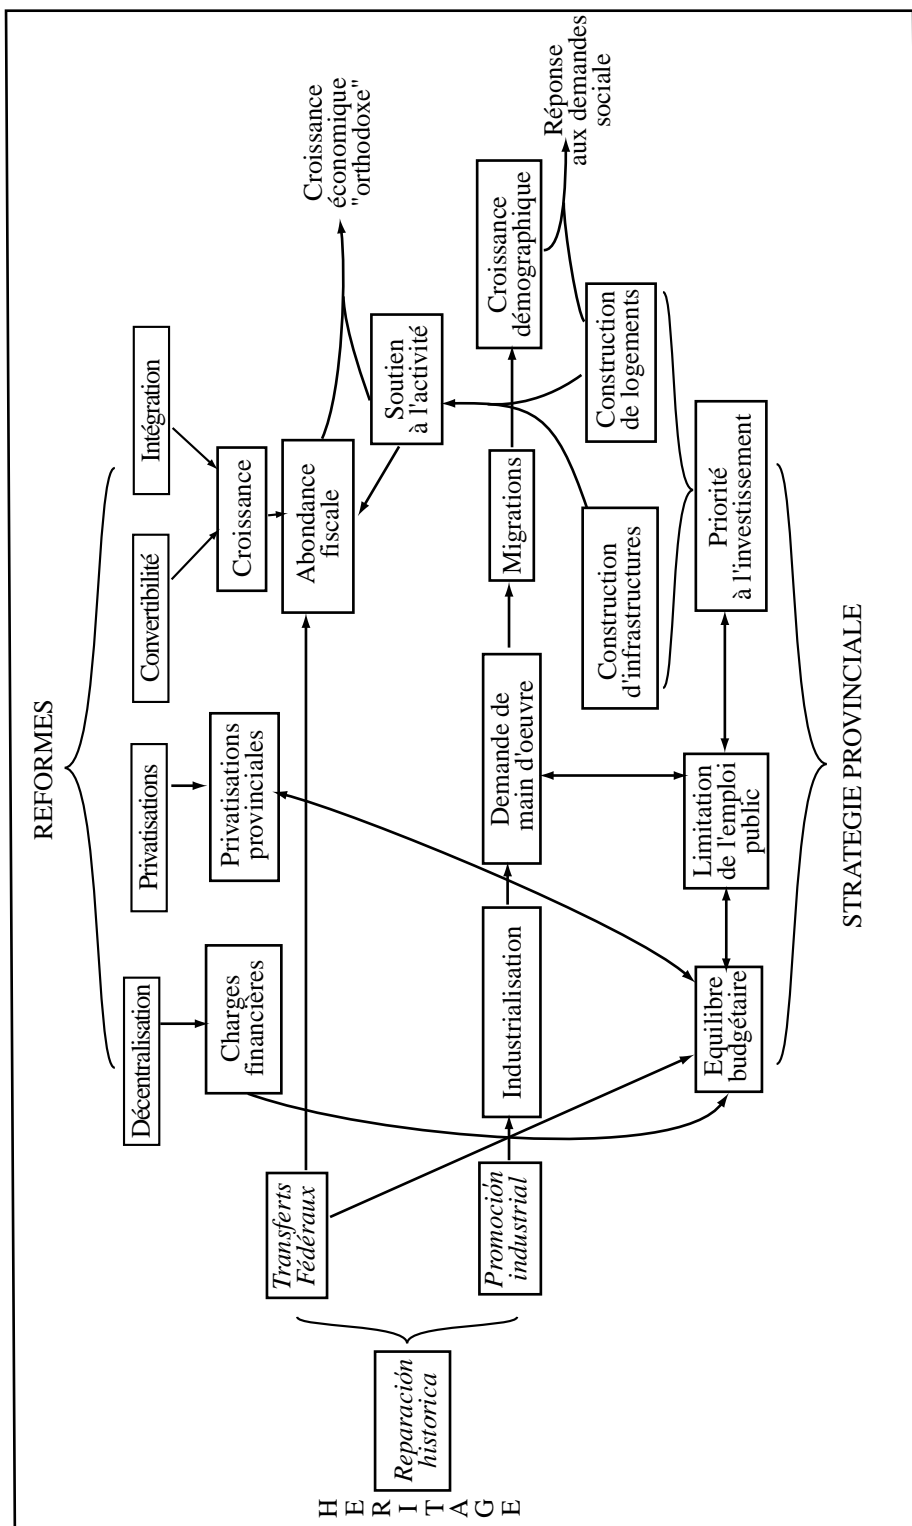 REFORMES
Décentralisation
Privatisations
Convertibilité
Intégration
Charges
financières
Privatisations
provinciales
Croissance
Transferts
Fédéraux
Abondance
fiscale
Croissance
économique
"orthodoxe"
Soutien
à l'activité
H
E
R
I
T
A
G
E
Reparación
historica
Promoción
industrial
Industrialisation
Demande de
main d'oeuvre
Migrations
Croissance
démographique
Réponse
aux demandes
sociale
Construction
d'infrastructures
Construction
de logements
Equilibre
budgétaire
Limitation
de l'emploi
public
Priorité
à l'investissement
STRATEGIE PROVINCIALE